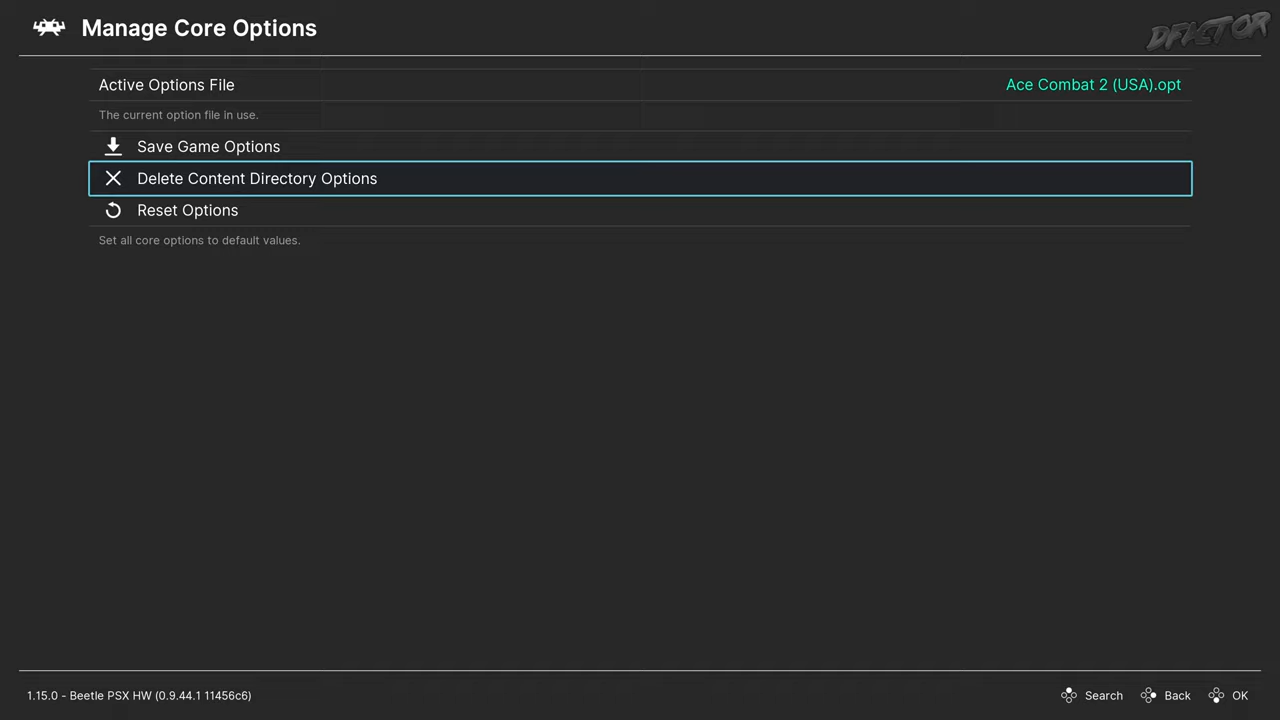 Manage Core Options
DFACTOR
Active Options File
Ace Combat 2 (USA).opt
The current option file in use.
Save Game Options
Delete Content Directory Options
Reset Options
Set all core options to default values.
1.15.0 - Beetle PSX HW (0.9.44.1 11456c6)
Search
Back
OK